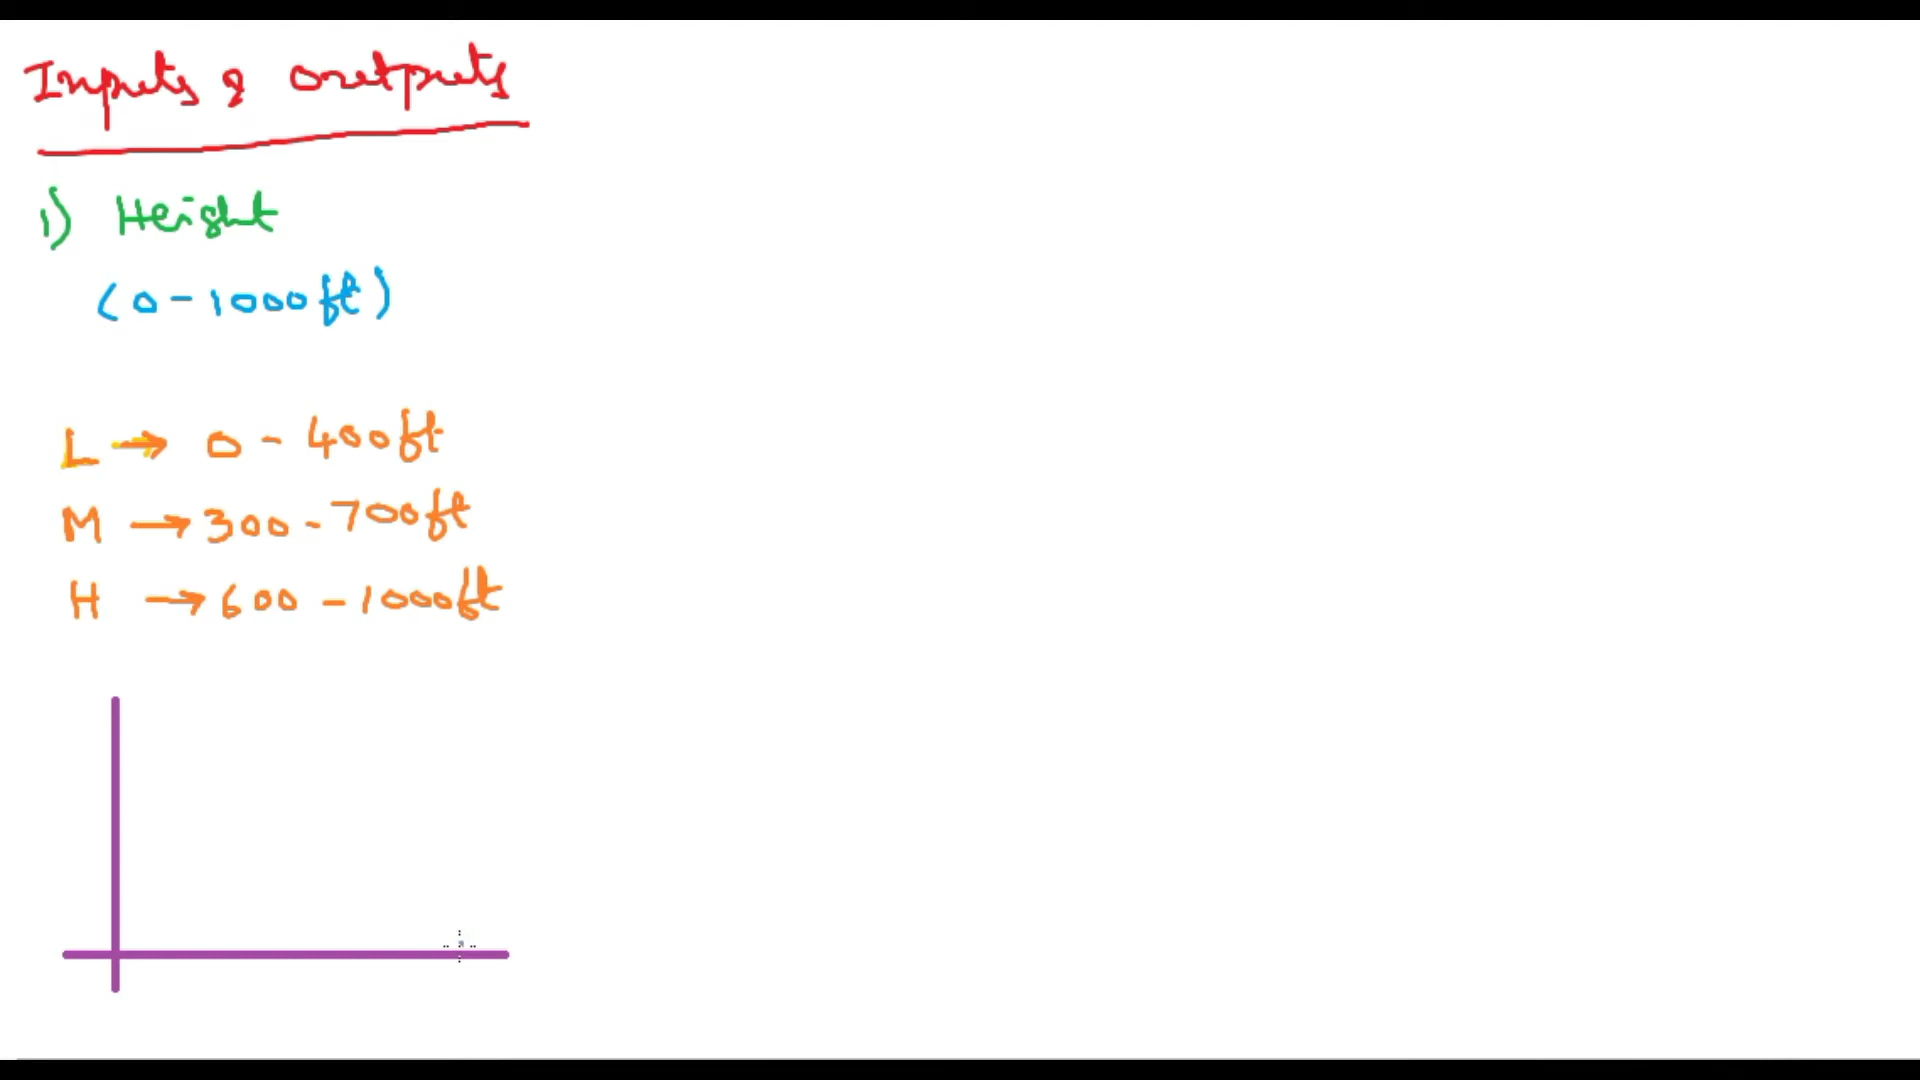 Inputs & outputs
1) Height
(0-1000ft)
L → 0 - 400ft
M → 300 - 700ft
H → 600 - 1000ft